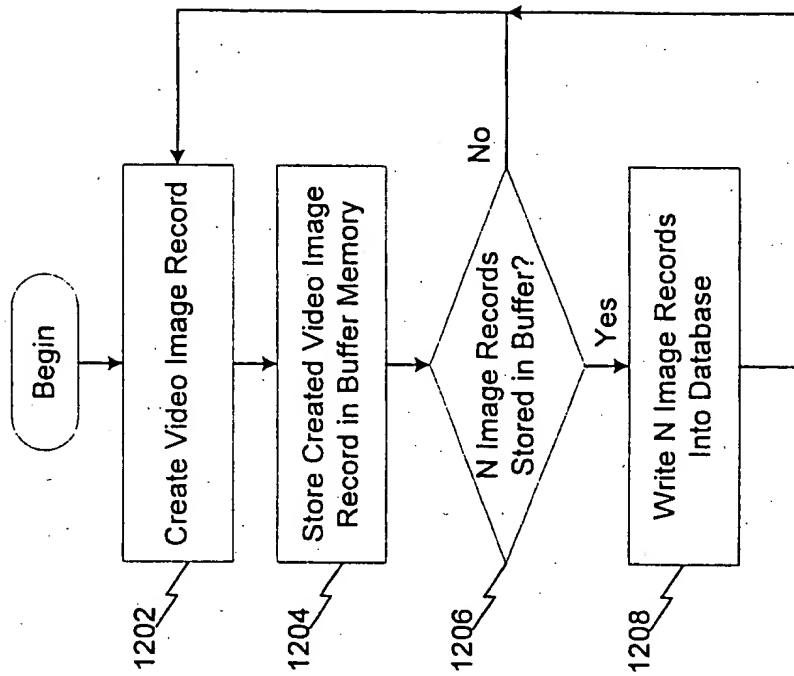 Begin
1202
Create Video Image Record
1204
Store Created Video Image
Record in Buffer Memory
1206
N Image Records
Stored in Buffer?
No
Yes
1208
Write N Image Records
Into Database